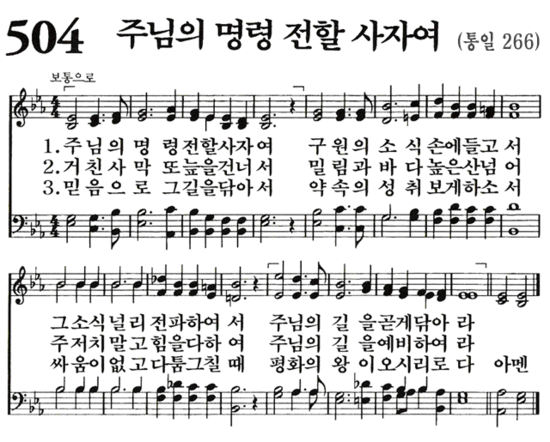 504 주님의 명령 전할 사자여 (통일 266)
보통으로
1. 주님의 명 령전할사자 여 구 원의 소 식 손에들고 서
2. 거 친사 막 또늪을건너 서 밀 림과 바 다높은산넘 어
3. 믿 음으 로 그길을닦아 서 약 속의 성 취 보게하소 서
그소식널 리 전파하여 서 주님의 길 을곧게닦아 라
주저치말 고힘을다하 여 주님의 길 을예비하여 라
싸움이없 고다툼그칠 때 평화의 왕 이오시리로 다 아멘